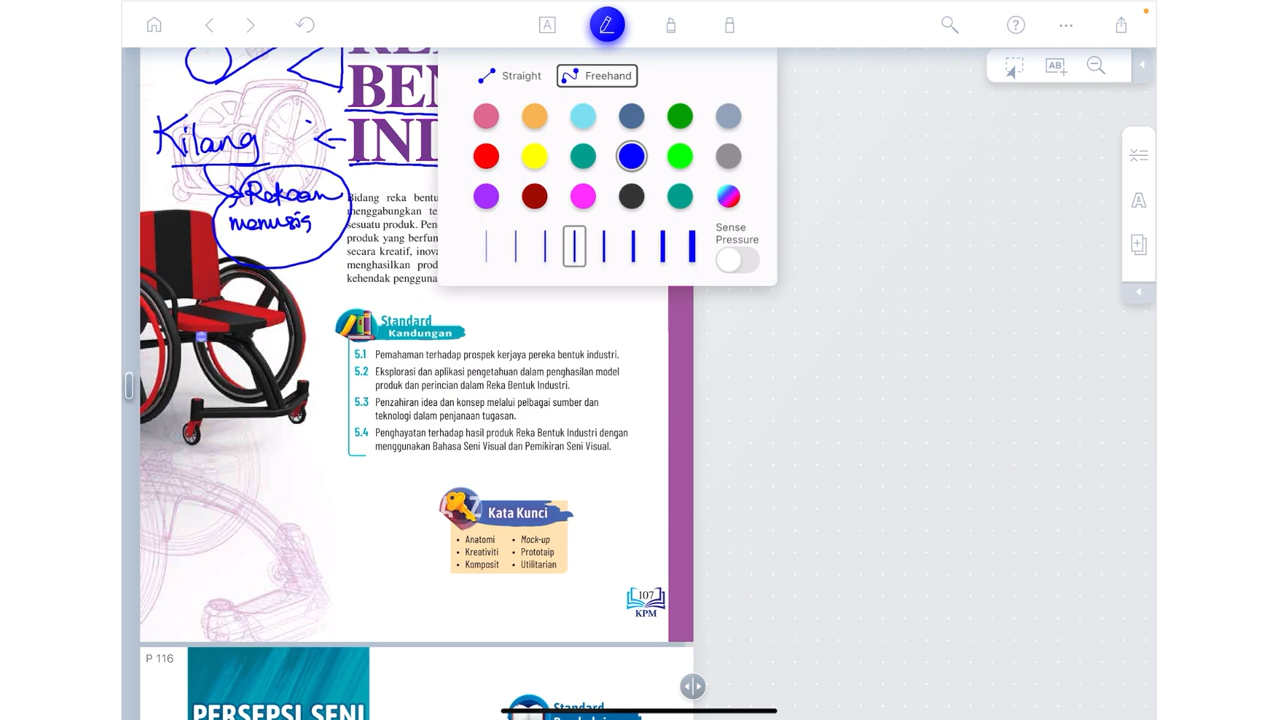 A
Straight
Freehand
Sense
Pressure
AB
A
BEN
INI
Kilang
Rekaan
manusia
Bidang reka bentu
menggabungkan te
sesuatu produk. Pen
produk yang berfun
secara kreatif, inova
menghasilkan prod
kehendak pengguna
Standard
Kandungan
5.1 Pemahaman terhadap prospek kerjaya pereka bentuk industri.
5.2 Eksplorasi dan aplikasi pengetahuan dalam penghasilan model
produk dan perincian dalam Reka Bentuk Industri.
5.3 Penzahiran idea dan konsep melalui pelbagai sumber dan
teknologi dalam penjanaan tugasan.
5.4 Penghayatan terhadap hasil produk Reka Bentuk Industri dengan
menggunakan Bahasa Seni Visual dan Pemikiran Seni Visual.
Kata Kunci
• Anatomi • Mock-up
• Kreativiti • Prototaip
• Komposit • Utilitarian
107
KPM
P 116
PERSEPSI SENI
Standard